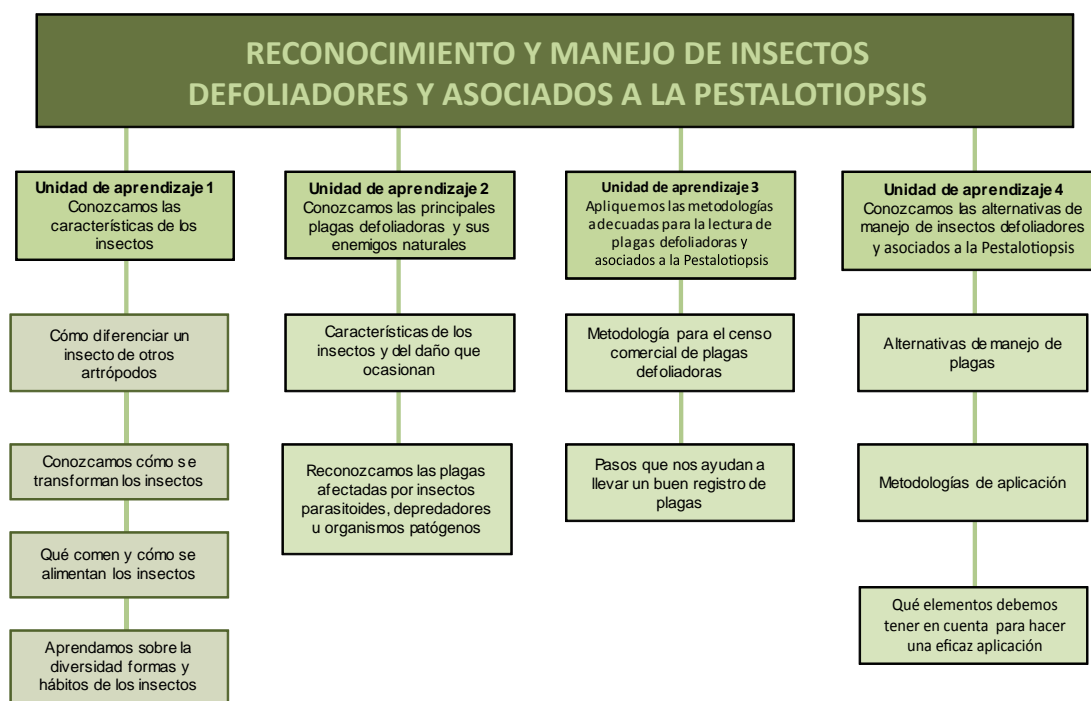 RECONOCIMIENTO Y MANEJO DE INSECTOS
DEFOLIADORES Y ASOCIADOS A LA PESTALOTIOPSIS
Unidad de aprendizaje 1
Conozcamos las
características de los
insectos
Cómo diferenciar un
insecto de otros
artrópodos
Conozcamos cómo se
transforman los insectos
Qué comen y cómo se
alimentan los insectos
Aprendamos sobre la
diversidad formas y
hábitos de los insectos
Unidad de aprendizaje 2
Conozcamos las principales
plagas defoliadoras y sus
enemigos naturales
Características de los
insectos y del daño que
ocasionan
Reconozcamos las plagas
afectadas por insectos
parasitoides, depredadores
u organismos patógenos
Unidad de aprendizaje 3
Apliquemos las metodologías
adecuadas para la lectura de
plagas defoliadoras y
asociados a la Pestalotiopsis
Metodología para el censo
comercial de plagas
defoliadoras
Pasos que nos ayudan a
llevar un buen registro de
plagas
Unidad de aprendizaje 4
Conozcamos las alternativas de
manejo de insectos defoliadores
y asociados a la Pestalotiopsis
Alternativas de manejo de
plagas
Metodologías de aplicación
Qué elementos debemos
tener en cuenta para hacer
una eficaz aplicación